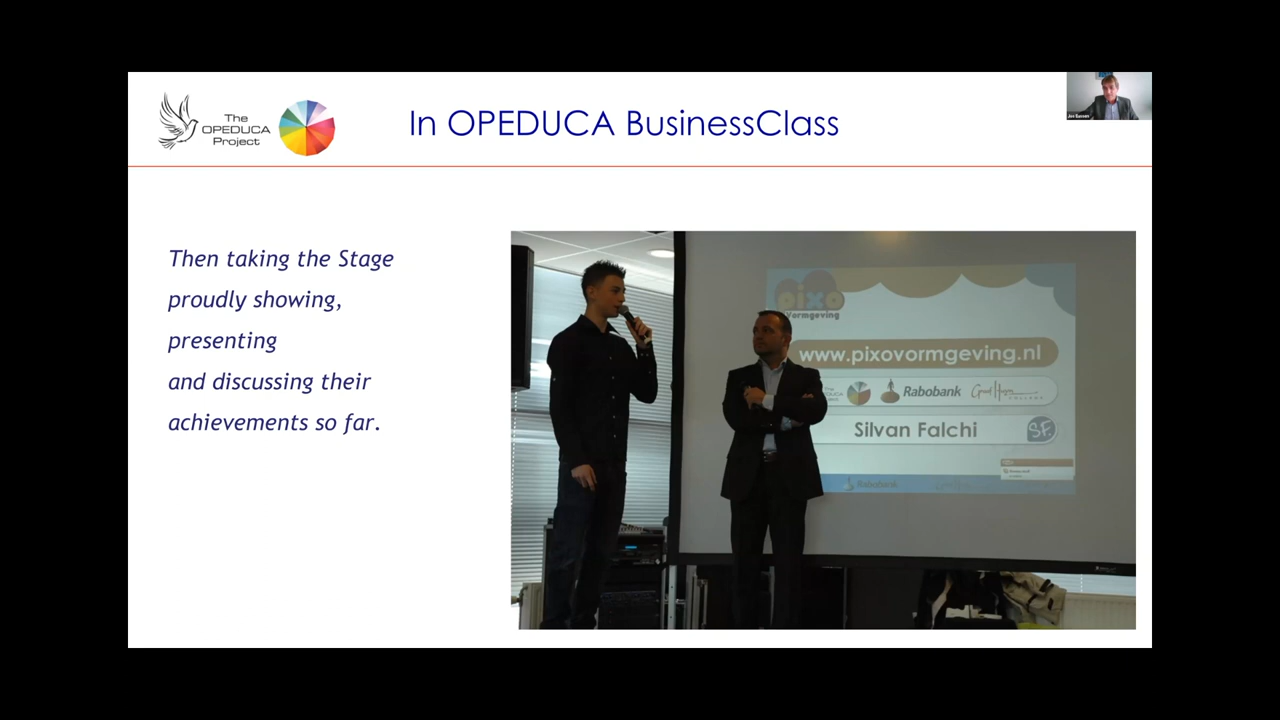 The
OPEDUCA
Project
In OPEDUCA BusinessClass
Then taking the Stage
proudly showing,
presenting
and discussing their
achievements so far.
pixo
Vormgeving
www.pixovormgeving.nl
Rabobank
COLLEGE
Silvan Falchi
SF.
Rabobank